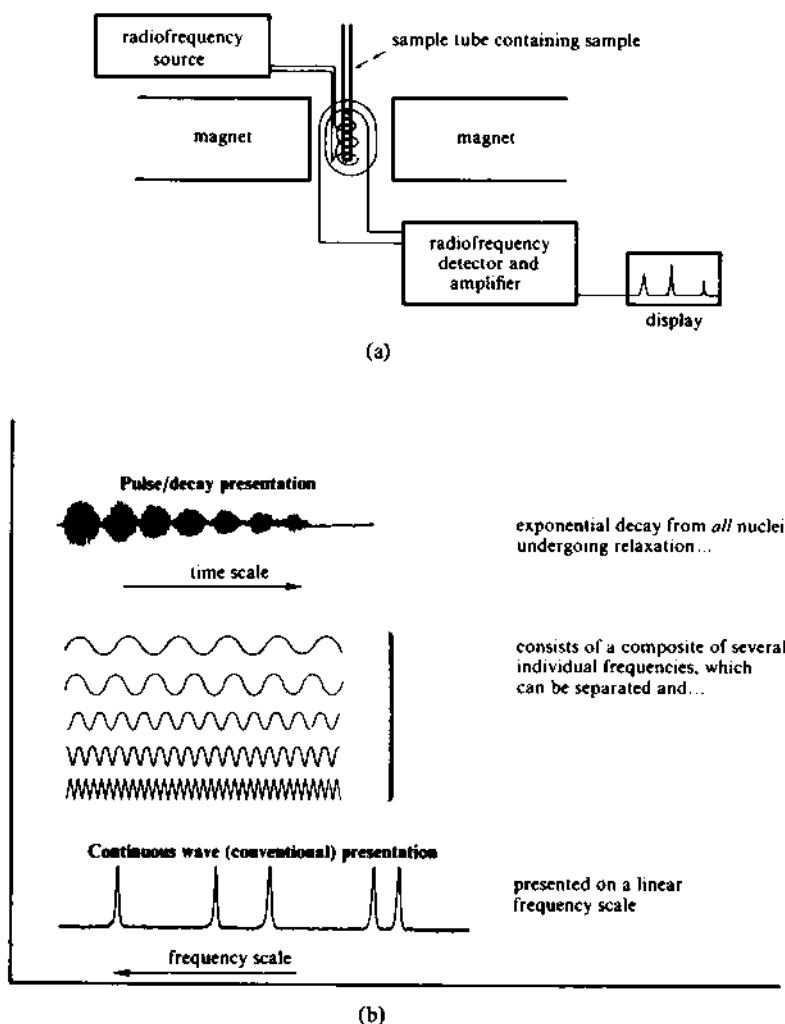 radiofrequency
source
sample tube containing sample
magnet
magnet
radiofrequency
detector and
amplifier
display
(a)
Pulse/decay presentation
exponential decay from all nuclei
undergoing relaxation...
time scale
consists of a composite of several
individual frequencies, which
can be separated and...
Continuous wave (conventional) presentation
presented on a linear
frequency scale
frequency scale
(b)